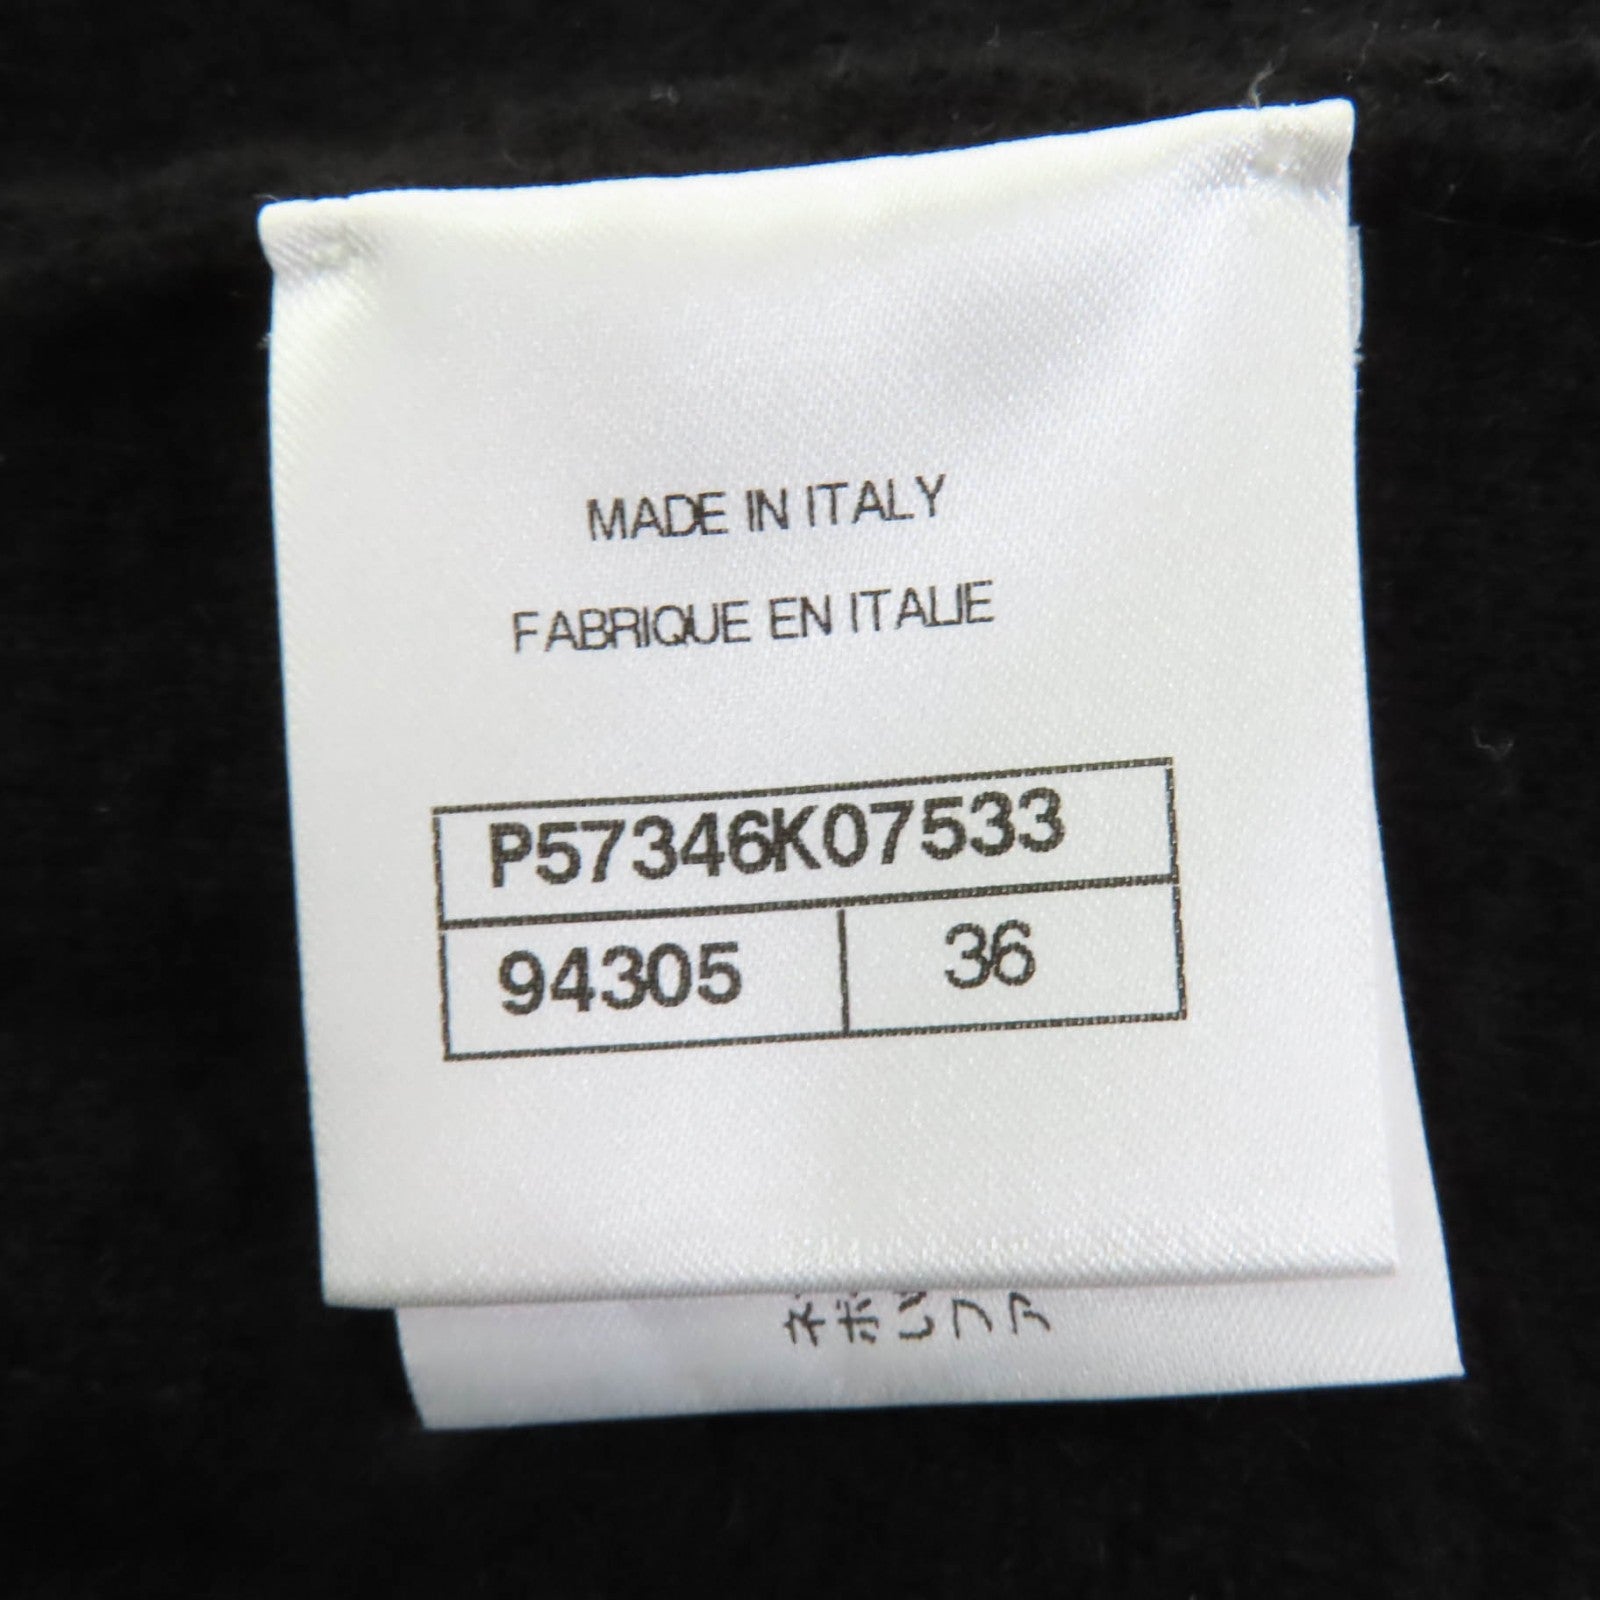 MADE IN ITALY
FABRIQUE EN ITALIE
P57346K07533
94305 36